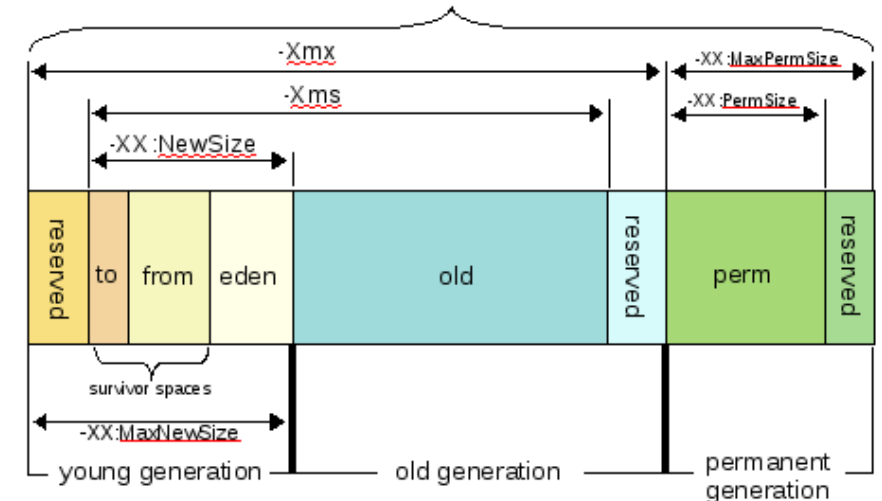 -Xmx
-XX:MaxPermSize
-Xms
-XX:PermSize
-XX:NewSize
reserved
to
from
eden
old
reserved
perm
reserved
survivor spaces
-XX:MaxNewSize
young generation
old generation
permanent
generation